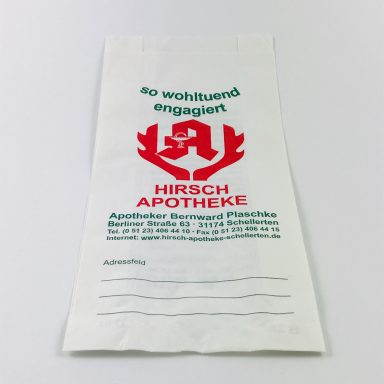 so wohltuend
engagiert
A
HIRSCH
APOTHEKE
Apotheker Bernward Plaschke
Berliner Straße 63 · 31174 Schellerten
Tel. (0 51 23) 406 44 10 · Fax (0 51 23) 406 44 15
Internet: www.hirsch-apotheke-schellerten.de
Adressfeld